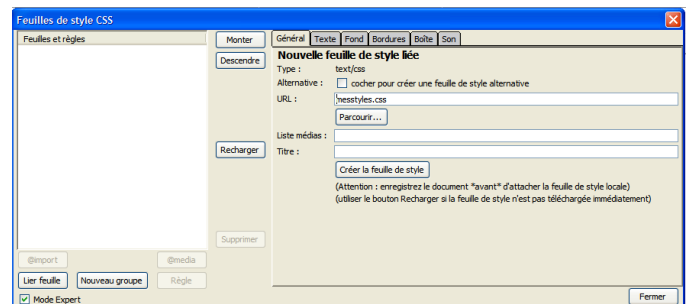 Feuilles de style CSS
Feuilles et règles
Monter
Descendre
Recharger
Supprimer
@import
@media
Lier feuille
Nouveau groupe
Règle
Mode Expert
Général
Texte
Fond
Bordures
Boîte
Son
Nouvelle feuille de style liée
Type : text/css
Alternative : cocher pour créer une feuille de style alternative
URL : messtyles.css
Parcourir...
Liste médias :
Titre :
Créer la feuille de style
(Attention : enregistrez le document *avant* d'attacher la feuille de style locale)
(utiliser le bouton Recharger si la feuille de style n'est pas téléchargée immédiatement)
Fermer